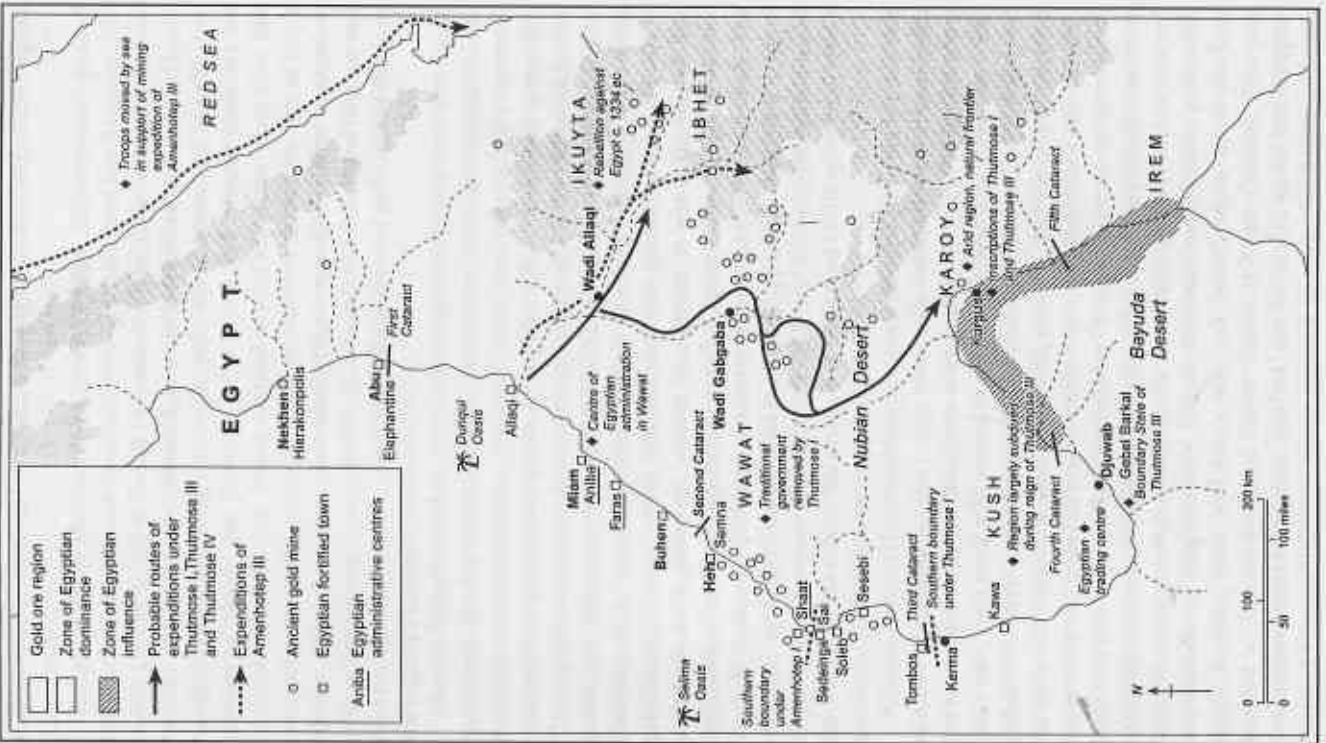 Gold ore region
Zone of Egyptian
dominance
Zone of Egyptian
influence
Probable routes of
expenditions under
Thutmose I, Thutmose III
and Thutmose IV
Expenditions of
Amenhotep III
Ancient gold mine
Egyptian fortified town
Aniba Egyptian
administrative centres
Troops moved by sea
in support of mining
expedition of
Amenhotep III
RED SEA
EGYPT
Nekhen
Hierakonpolis
Abu
Elephantine
First
Cataract
Dunqul
Oasis
Allaqi
IKUYTA
Rebellion against
Egypt c. 1334 BC
Wadi Allaqi
IBHET
Miam
Aniba
Centre of
Egyptian
administration
in Wawat
Faras
Buhen
Second Cataract
Heh
Semna
WAWAT
Traditional
government
removed by
Thutmose I
Wadi Gabgaba
Nubian Desert
Selima
Oasis
Southern
boundary
under
Amenhotep I
Shaat
Sai
Sedeinga
Soleb
Sesebi
Tombos
Third Cataract
Southern boundary
under Thutmose I
Kerma
Kawa
KUSH
Region largely subdued
during reign of Thutmose III
Fourth Cataract
Egyptian
trading centre
Djuwab
Gebel Barkal
Boundary Stele of
Thutmose III
KAROY
Arid region, natural frontier
Kurgus
Inscriptions of Thutmose I
and Thutmose III
Fifth Cataract
Bayuda
Desert
IREM
N
0 100 200 km
0 50 100 miles